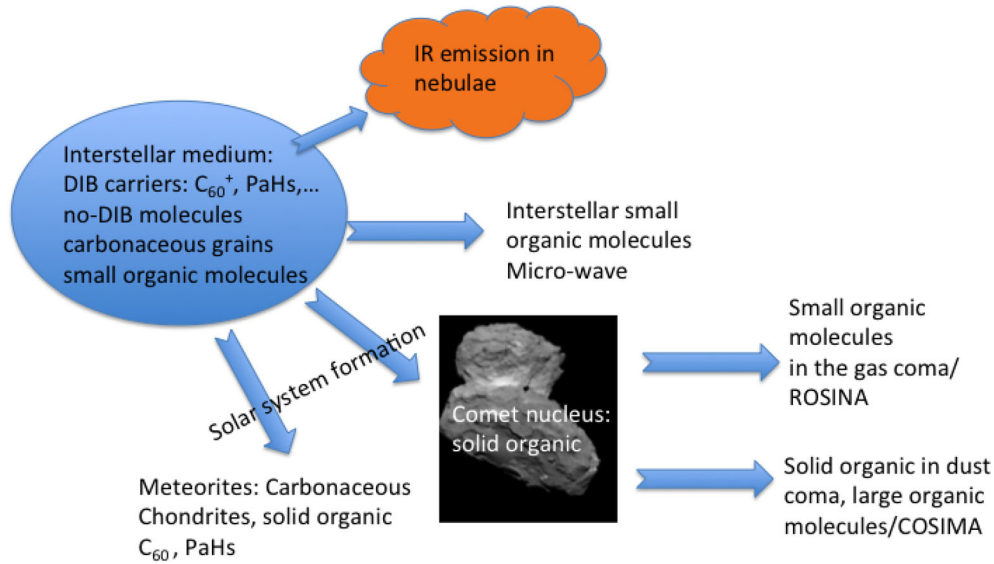 IR emission in
nebulae
Interstellar medium:
DIB carriers: C₆₀⁺, PaHs,...
no-DIB molecules
carbonaceous grains
small organic molecules
Interstellar small
organic molecules
Micro-wave
Solar system formation
Small organic
molecules
in the gas coma/
ROSINA
Comet nucleus:
solid organic
Solid organic in dust
coma, large organic
molecules/COSIMA
Meteorites: Carbonaceous
Chondrites, solid organic
C₆₀ , PaHs